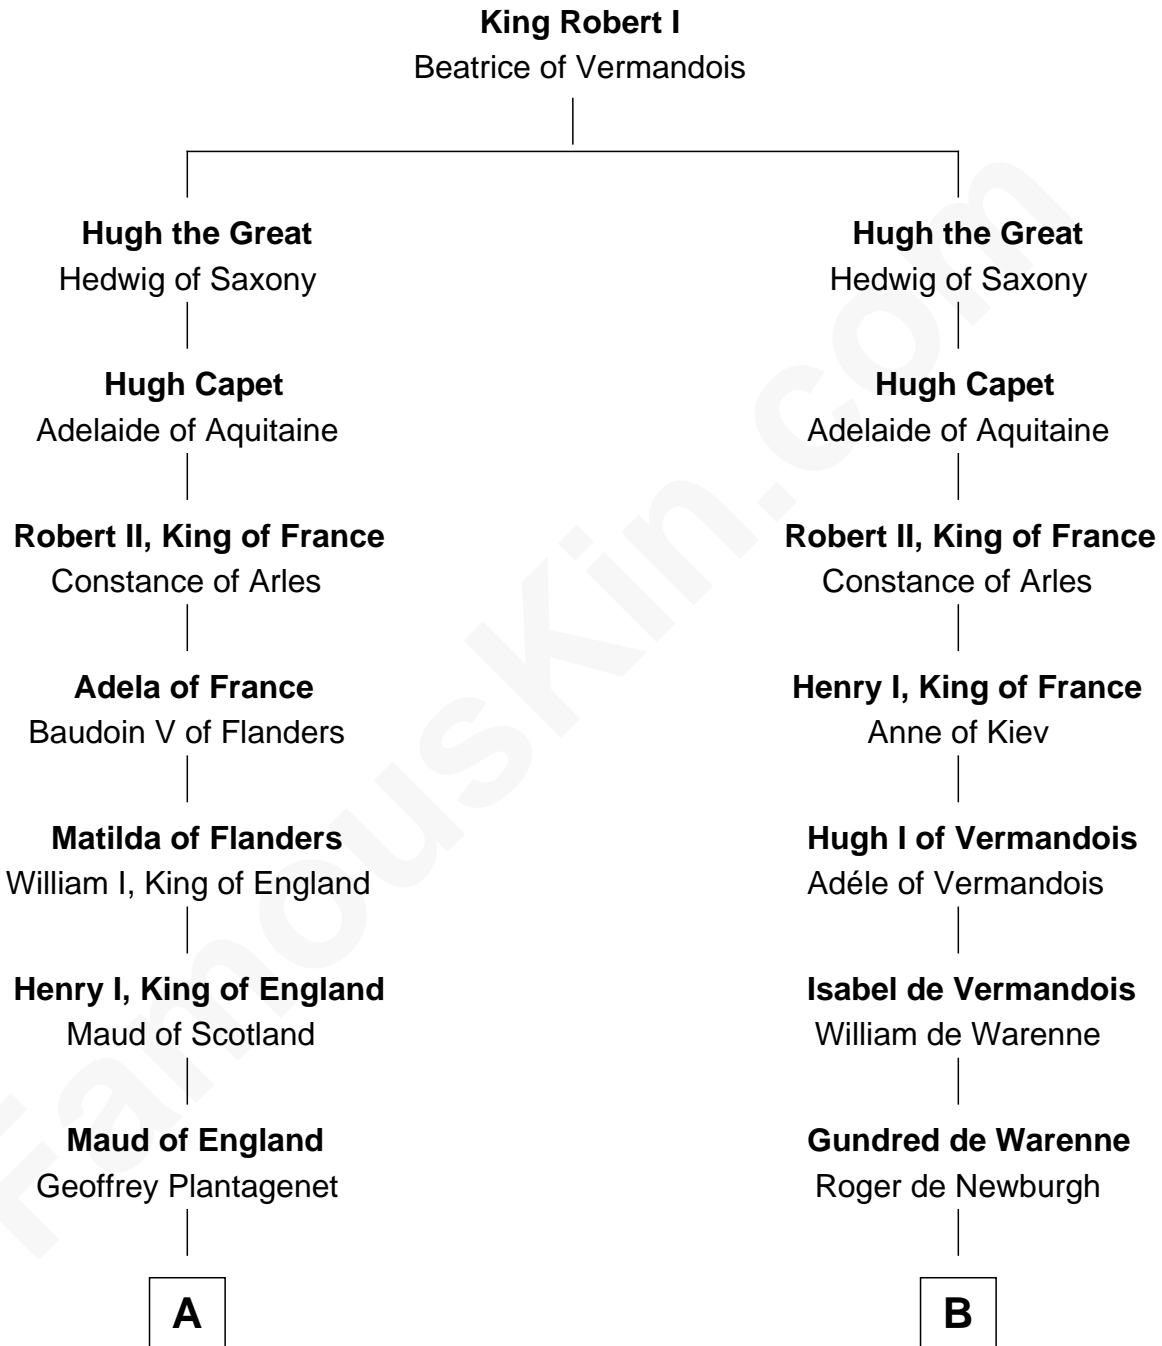 King Robert I
Beatrice of Vermandois
Hugh the Great
Hedwig of Saxony
Hugh Capet
Adelaide of Aquitaine
Robert II, King of France
Constance of Arles
Adela of France
Baudoin V of Flanders
Matilda of Flanders
William I, King of England
Henry I, King of England
Maud of Scotland
Maud of England
Geoffrey Plantagenet
A
Hugh the Great
Hedwig of Saxony
Hugh Capet
Adelaide of Aquitaine
Robert II, King of France
Constance of Arles
Henry I, King of France
Anne of Kiev
Hugh I of Vermandois
Adéle of Vermandois
Isabel de Vermandois
William de Warenne
Gundred de Warenne
Roger de Newburgh
B
FamousKin.com